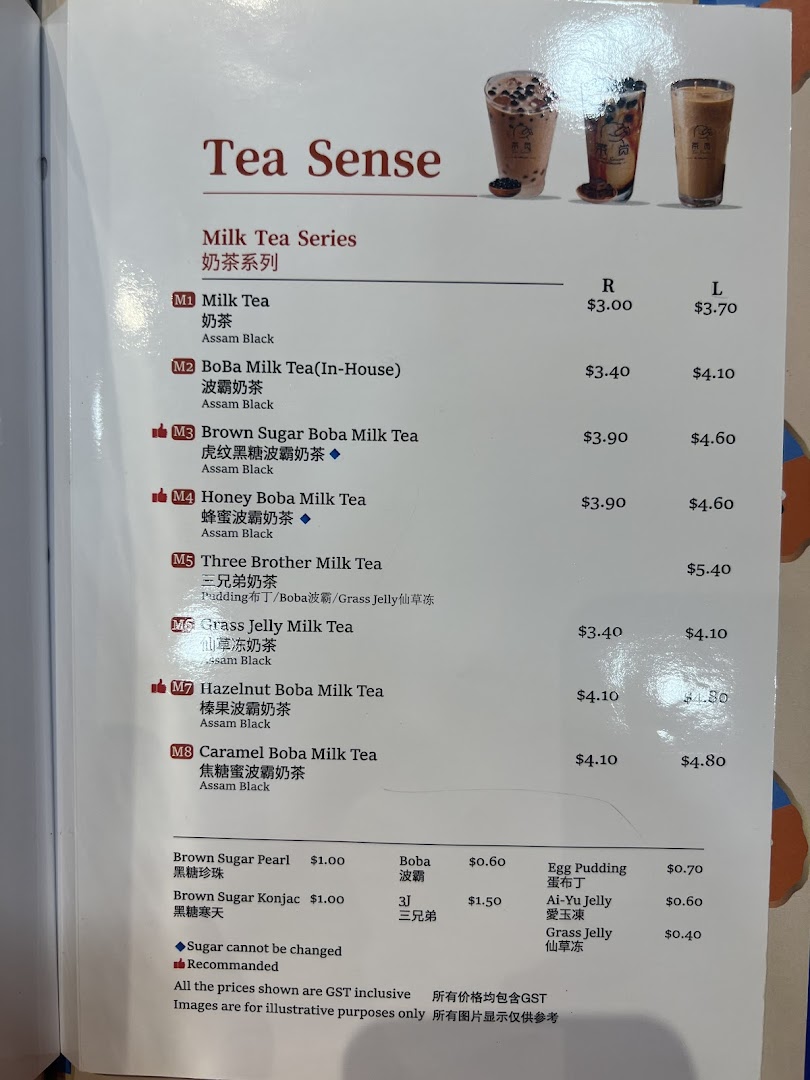 Tea Sense
Milk Tea Series
奶茶系列
R L
M1 Milk Tea $3.00 $3.70
奶茶
Assam Black
M2 BoBa Milk Tea(In-House) $3.40 $4.10
波霸奶茶
Assam Black
M3 Brown Sugar Boba Milk Tea $3.90 $4.60
虎纹黑糖波霸奶茶
Assam Black
M4 Honey Boba Milk Tea $3.90 $4.60
蜂蜜波霸奶茶
Assam Black
M5 Three Brother Milk Tea $5.40
三兄弟奶茶
Pudding布丁/Boba波霸/Grass Jelly仙草冻
M6 Grass Jelly Milk Tea $3.40 $4.10
仙草冻奶茶
Assam Black
M7 Hazelnut Boba Milk Tea $4.10 $4.80
榛果波霸奶茶
Assam Black
M8 Caramel Boba Milk Tea $4.10 $4.80
焦糖蜜波霸奶茶
Assam Black
Brown Sugar Pearl $1.00
黑糖珍珠
Brown Sugar Konjac $1.00
黑糖寒天
Boba $0.60
波霸
3J $1.50
三兄弟
Egg Pudding $0.70
蛋布丁
Ai-Yu Jelly $0.60
愛玉凍
Grass Jelly $0.40
仙草冻
Sugar cannot be changed
Recommanded
All the prices shown are GST inclusive 所有价格均包含GST
Images are for illustrative purposes only 所有图片显示仅供参考